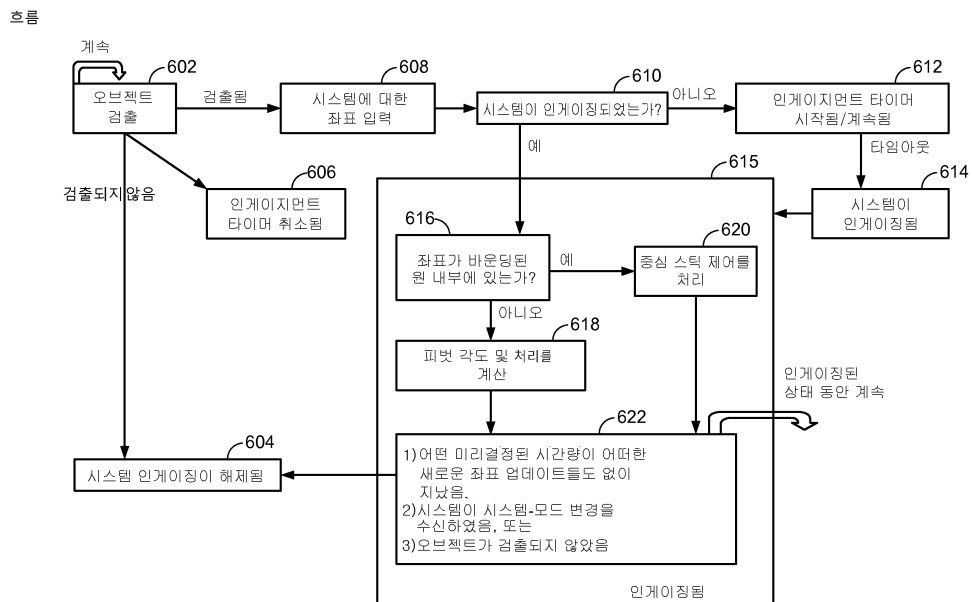 흐름
계속
602
오브젝트
검출
검출됨
608
시스템에 대한
좌표 입력
610
시스템이 인게이징되었는가?
아니오
612
인게이지먼트 타이머
시작됨/계속됨
예
타임아웃
검출되지않음
606
인게이지먼트
타이머 취소됨
615
614
시스템이
인게이징됨
616
좌표가 바운딩된
원 내부에 있는가?
예
620
중심 스틱 제어를
처리
아니오
618
피벗 각도 및 처리를
계산
인게이징된
상태 동안 계속
622
1)어떤 미리결정된 시간량이 어떠한
새로운 좌표 업데이트들도 없이
지났음.
2)시스템이 시스템-모드 변경을
수신하였음, 또는
3)오브젝트가 검출되지 않았음
604
시스템 인게이징이 해제됨
인게이징됨